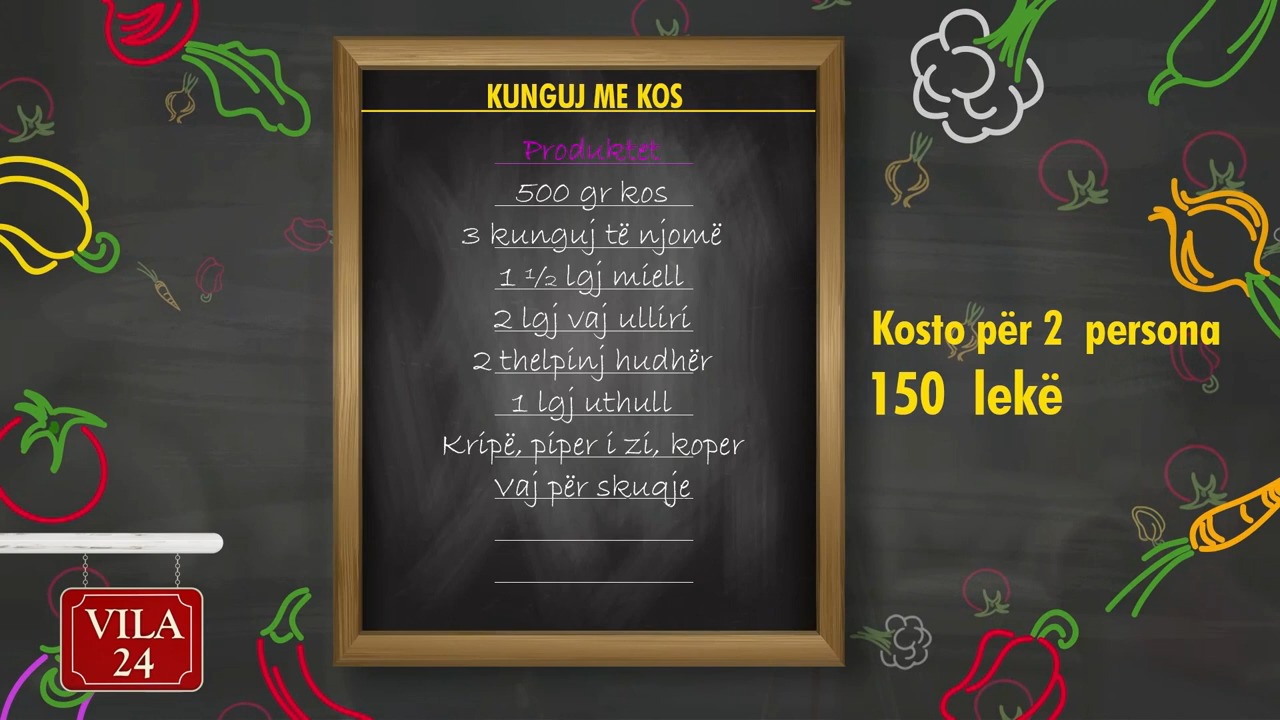 KUNGUJ ME KOS
Produktet
500 gr kos
3 kunguj të njomë
1 ½ lgj miell
2 lgj vaj ulliri
2 thelpinj hudhër
1 lgj uthull
Kripë, piper i zi, koper
Vaj për skuqje
Kosto për 2 persona
150 lekë
VILA
24